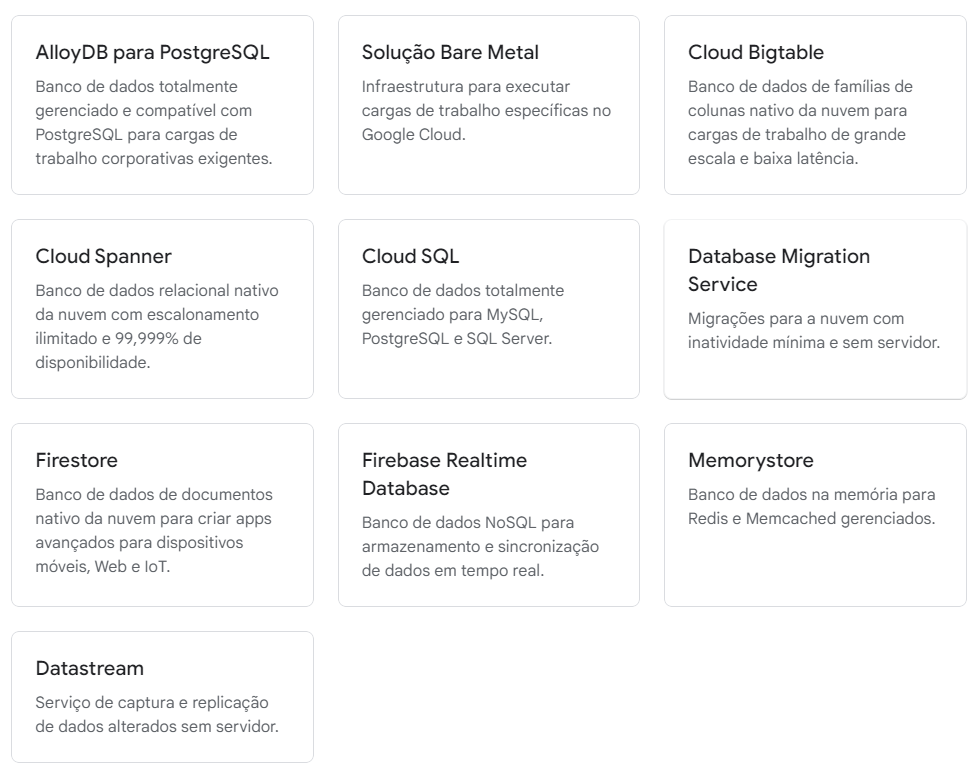 AlloyDB para PostgreSQL
Banco de dados totalmente
gerenciado e compatível com
PostgreSQL para cargas de
trabalho corporativas exigentes.
Solução Bare Metal
Infraestrutura para executar
cargas de trabalho específicas no
Google Cloud.
Cloud Bigtable
Banco de dados de famílias de
colunas nativo da nuvem para
cargas de trabalho de grande
escala e baixa latência.
Cloud Spanner
Banco de dados relacional nativo
da nuvem com escalonamento
ilimitado e 99,999% de
disponibilidade.
Cloud SQL
Banco de dados totalmente
gerenciado para MySQL,
PostgreSQL e SQL Server.
Database Migration
Service
Migrações para a nuvem com
inatividade mínima e sem servidor.
Firestore
Banco de dados de documentos
nativo da nuvem para criar apps
avançados para dispositivos
móveis, Web e IoT.
Firebase Realtime
Database
Banco de dados NoSQL para
armazenamento e sincronização
de dados em tempo real.
Memorystore
Banco de dados na memória para
Redis e Memcached gerenciados.
Datastream
Serviço de captura e replicação
de dados alterados sem servidor.